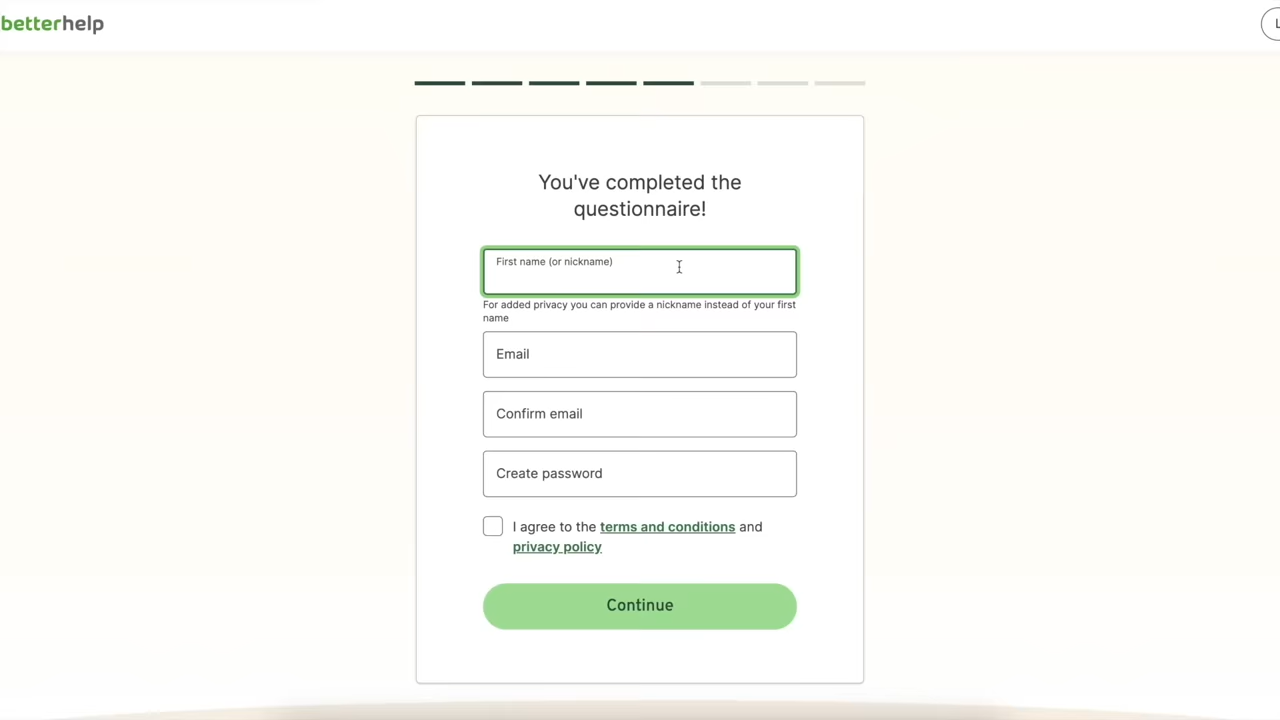 betterhelp
L
You've completed the
questionnaire!
First name (or nickname)
For added privacy you can provide a nickname instead of your first
name
Email
Confirm email
Create password
I agree to the terms and conditions and
privacy policy
Continue